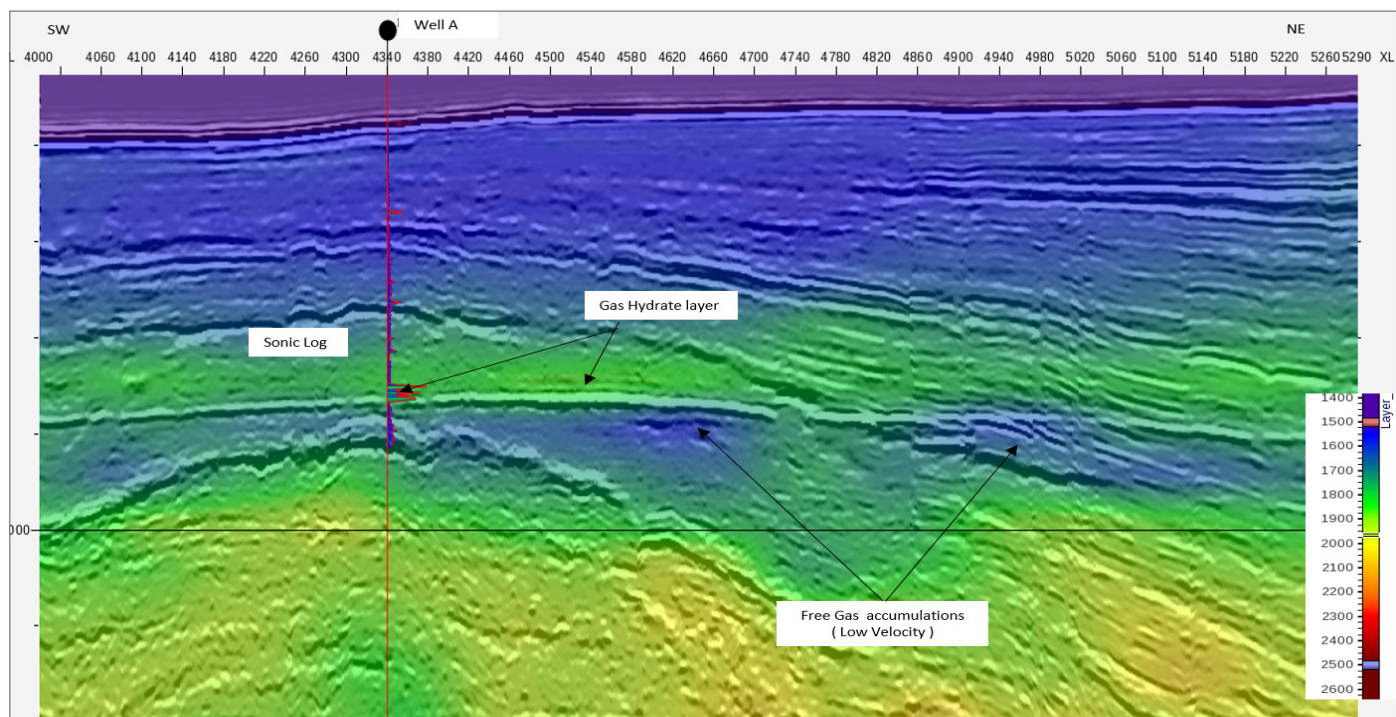 SW
Well A
NE
4000 4060 4100 4140 4180 4220 4260 4300 4340 4380 4420 4460 4500 4540 4580 4620 4660 4700 4740 4780 4820 4860 4900 4940 4980 5020 5060 5100 5140 5180 5220 5260 5290 XL
Gas Hydrate layer
Sonic Log
Layer_
1400
1500
1600
1700
1800
1900
2000
2100
2200
2300
2400
2500
2600
000
Free Gas accumulations
( Low Velocity )